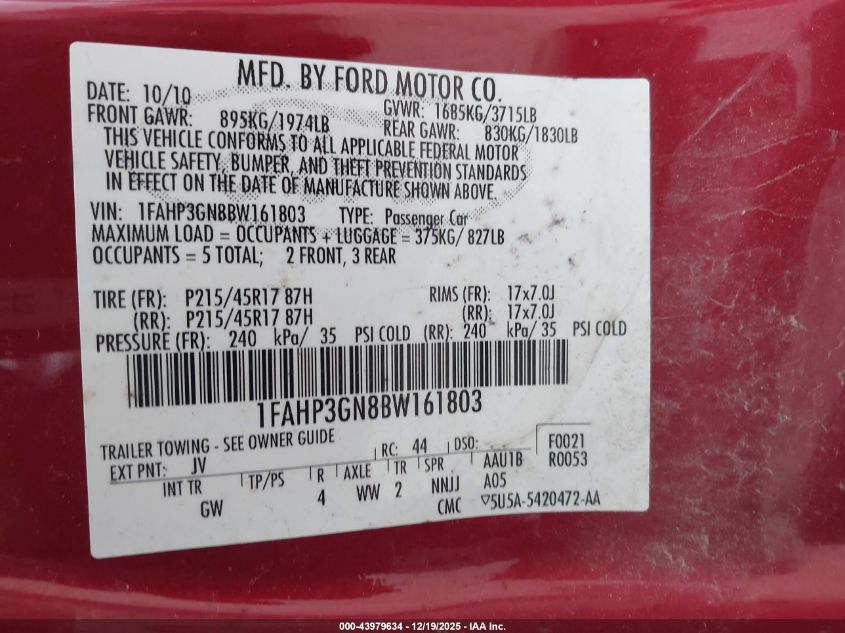 MFD. BY FORD MOTOR CO.
DATE: 10/10 GVWR: 1685KG/3715LB
FRONT GAWR: 895KG/1974LB REAR GAWR: 830KG/1830LB
THIS VEHICLE CONFORMS TO ALL APPLICABLE FEDERAL MOTOR
VEHICLE SAFETY, BUMPER, AND THEFT PREVENTION STANDARDS
IN EFFECT ON THE DATE OF MANUFACTURE SHOWN ABOVE.
VIN: 1FAHP3GN8BW161803 TYPE: Passenger Car
MAXIMUM LOAD = OCCUPANTS + LUGGAGE = 375KG/ 827LB
OCCUPANTS = 5 TOTAL; 2 FRONT, 3 REAR
TIRE (FR): P215/45R17 87H RIMS (FR): 17x7.0J
(RR): P215/45R17 87H (RR): 17x7.0J
PRESSURE (FR): 240 kPa/ 35 PSI COLD (RR): 240 kPa/ 35 PSI COLD
1FAHP3GN8BW161803
TRAILER TOWING - SEE OWNER GUIDE
EXT PNT: JV RC: 44 DSO: F0021
INT TR TP/PS R AXLE TR SPR AAU1B R0053
GW 4 WW 2 NNJJ A05
CMC 5U5A-5420472-AA
000-43979634 | 12/19/2025 - IAA Inc.